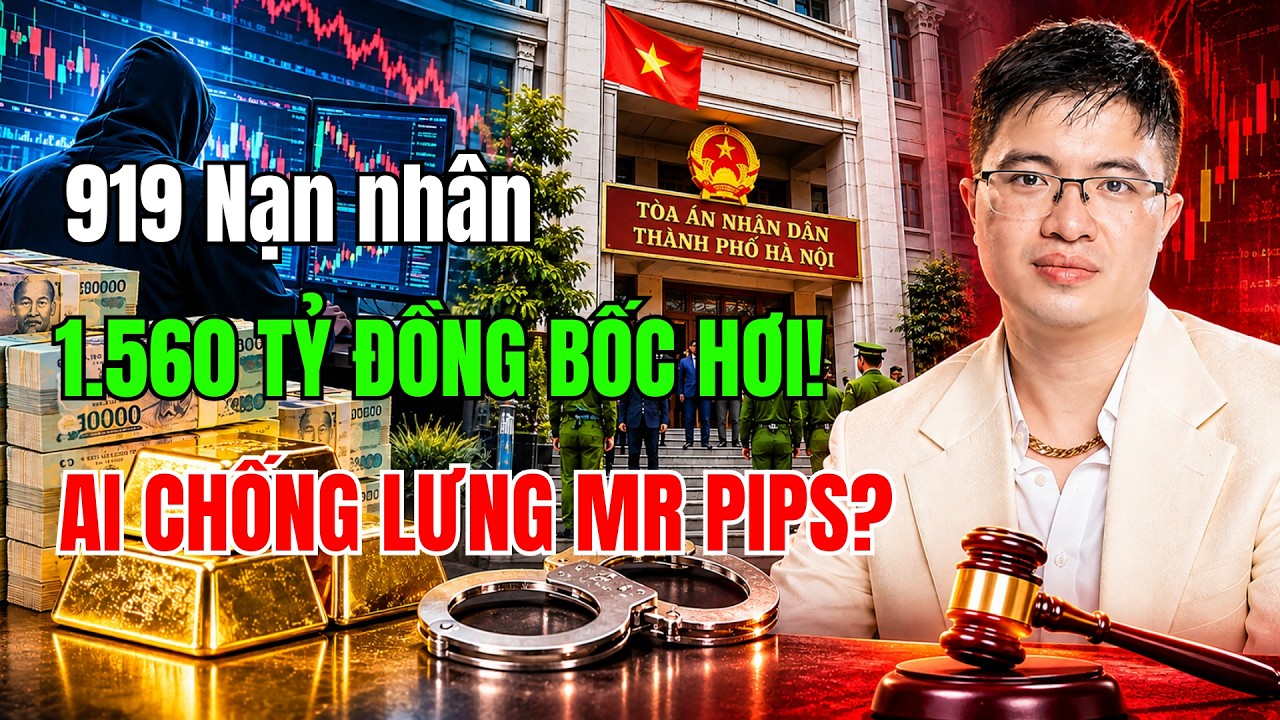 919 Nạn nhân
TÒA ÁN NHÂN DÂN
THÀNH PHỐ HÀ NỘI
1.560 TỶ ĐỒNG BỐC HƠI!
10000
AI CHỐNG LƯNG MR PIPS?